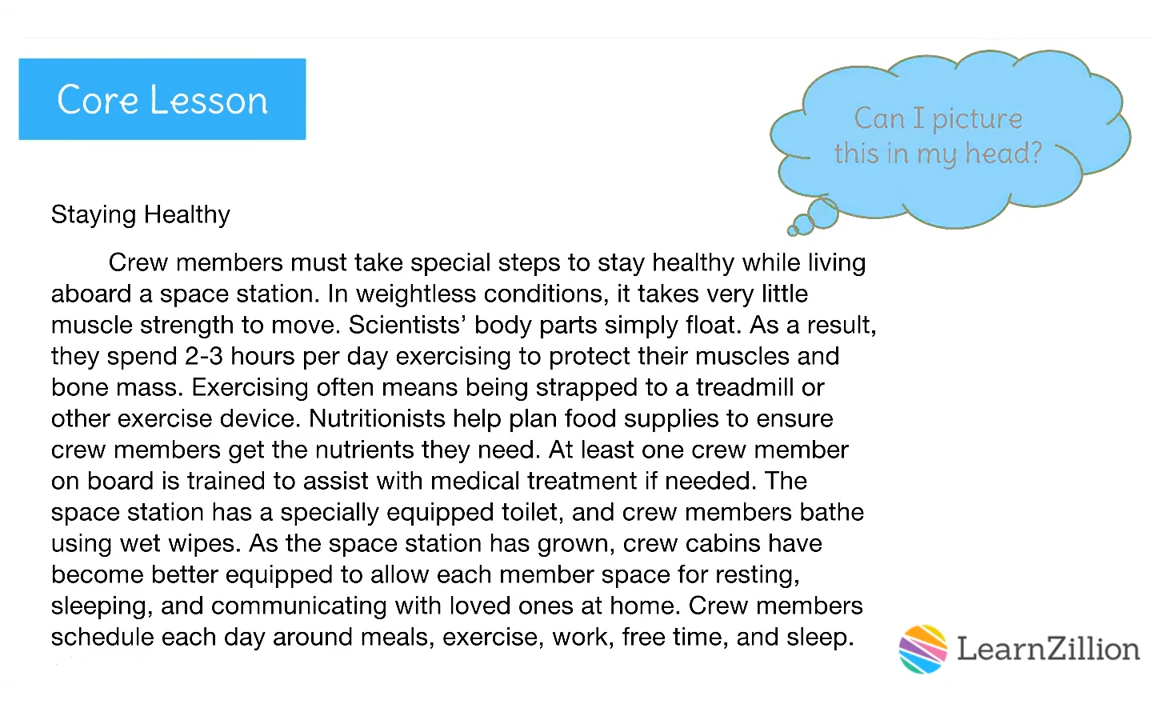 Core Lesson
Can I picture
this in my head?
Staying Healthy
Crew members must take special steps to stay healthy while living
aboard a space station. In weightless conditions, it takes very little
muscle strength to move. Scientists’ body parts simply float. As a result,
they spend 2-3 hours per day exercising to protect their muscles and
bone mass. Exercising often means being strapped to a treadmill or
other exercise device. Nutritionists help plan food supplies to ensure
crew members get the nutrients they need. At least one crew member
on board is trained to assist with medical treatment if needed. The
space station has a specially equipped toilet, and crew members bathe
using wet wipes. As the space station has grown, crew cabins have
become better equipped to allow each member space for resting,
sleeping, and communicating with loved ones at home. Crew members
schedule each day around meals, exercise, work, free time, and sleep.
LearnZillion